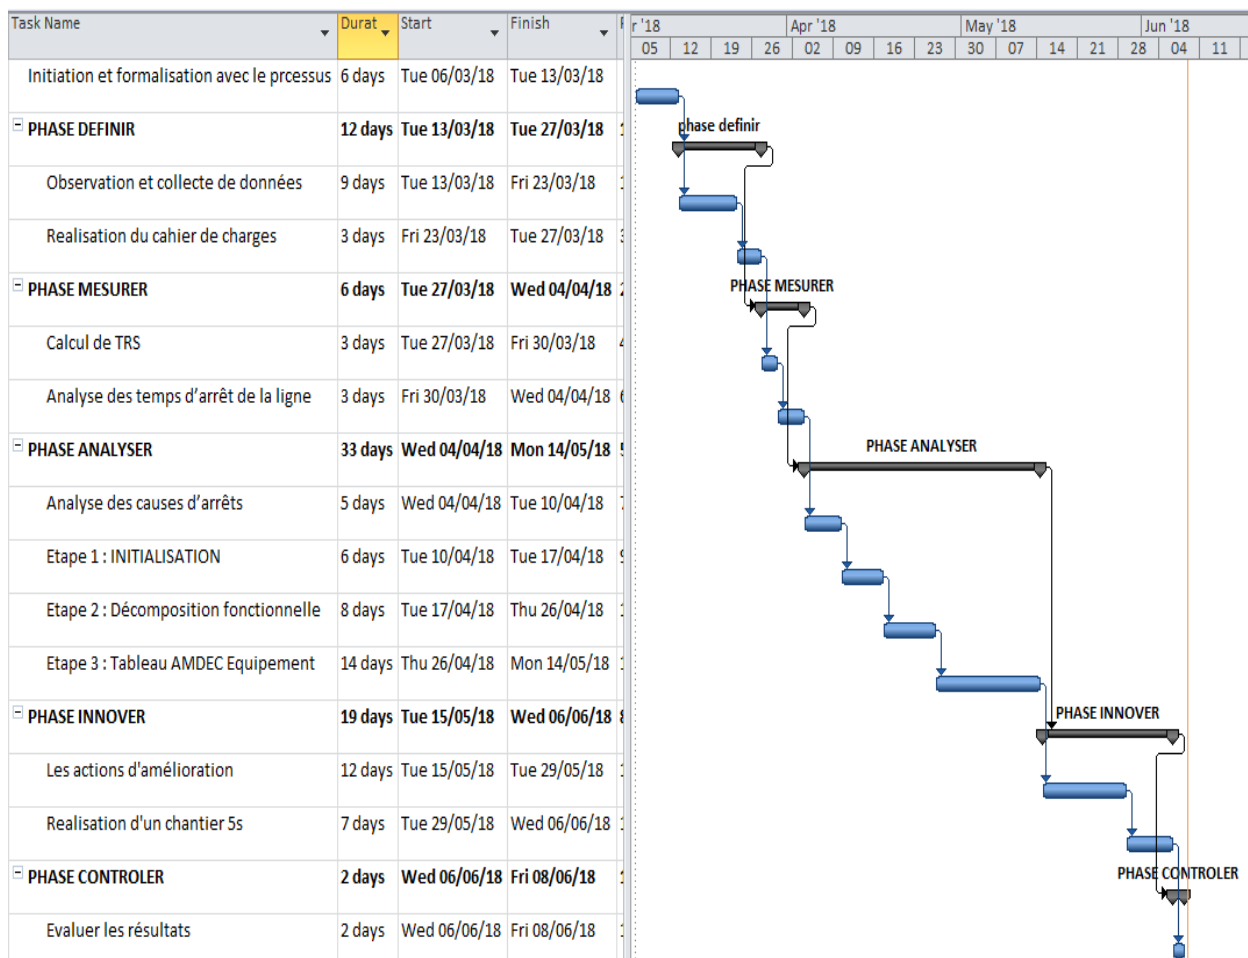 Task Name Durat Start Finish r '18 Apr '18 May '18 Jun '18
05 12 19 26 02 09 16 23 30 07 14 21 28 04 11
Initiation et formalisation avec le prcessus 6 days Tue 06/03/18 Tue 13/03/18
PHASE DEFINIR 12 days Tue 13/03/18 Tue 27/03/18 phase definir
Observation et collecte de données 9 days Tue 13/03/18 Fri 23/03/18
Realisation du cahier de charges 3 days Fri 23/03/18 Tue 27/03/18
PHASE MESURER 6 days Tue 27/03/18 Wed 04/04/18 PHASE MESURER
Calcul de TRS 3 days Tue 27/03/18 Fri 30/03/18
Analyse des temps d’arrêt de la ligne 3 days Fri 30/03/18 Wed 04/04/18
PHASE ANALYSER 33 days Wed 04/04/18 Mon 14/05/18 PHASE ANALYSER
Analyse des causes d’arrêts 5 days Wed 04/04/18 Tue 10/04/18
Etape 1 : INITIALISATION 6 days Tue 10/04/18 Tue 17/04/18
Etape 2 : Décomposition fonctionnelle 8 days Tue 17/04/18 Thu 26/04/18
Etape 3 : Tableau AMDEC Equipement 14 days Thu 26/04/18 Mon 14/05/18
PHASE INNOVER 19 days Tue 15/05/18 Wed 06/06/18 PHASE INNOVER
Les actions d'amélioration 12 days Tue 15/05/18 Tue 29/05/18
Realisation d'un chantier 5s 7 days Tue 29/05/18 Wed 06/06/18
PHASE CONTROLER 2 days Wed 06/06/18 Fri 08/06/18 PHASE CONTROLER
Evaluer les résultats 2 days Wed 06/06/18 Fri 08/06/18